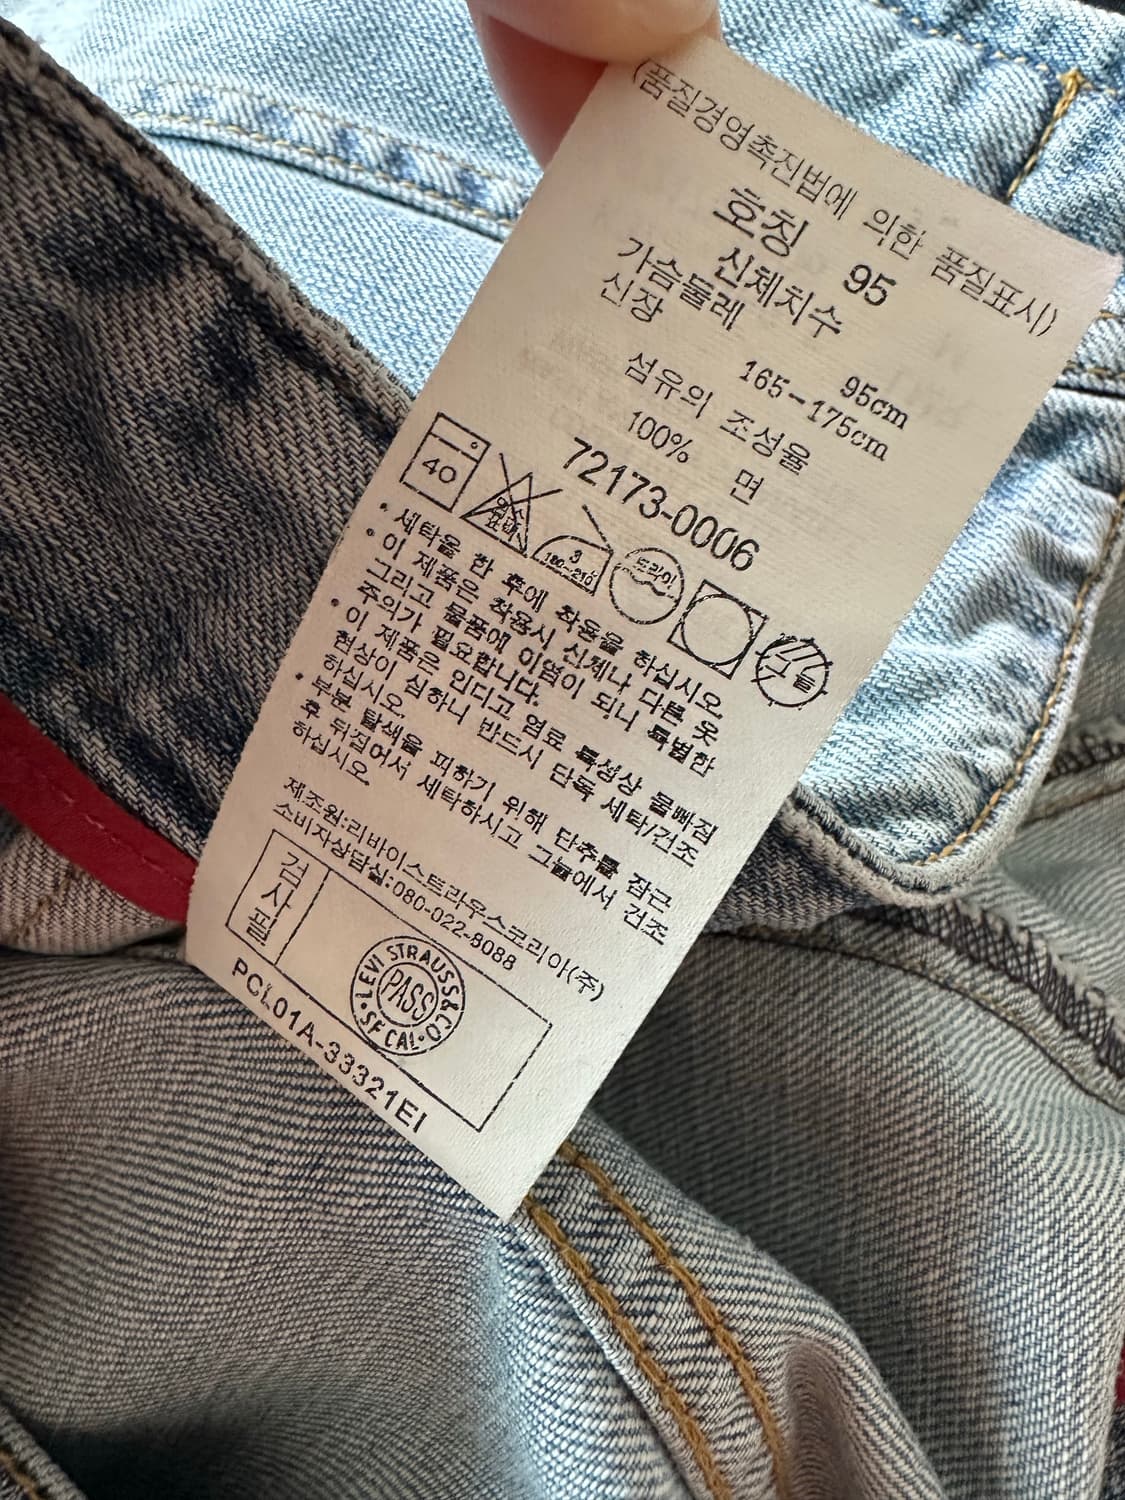 (품질경영촉진법에 의한 품질표시)
호칭 95
신체치수
가슴둘레 95cm
신장 165-175cm
섬유의 조성율
100% 면
72173-0006
40 염소표백 3 180~210 드라이 그늘
• 세탁을 한 후에 착용을 하십시오.
• 이 제품은 착용시 신체나 다른 옷
그리고 물품에 이염이 되니 특별한
주의가 필요합니다.
• 이 제품은 인디고 염료 특성상 물빠짐
현상이 심하니 반드시 단독 세탁/건조
하십시오.
• 부분 탈색을 피하기 위해 단추를 잠근
후 뒤집어서 세탁하시고 그늘에서 건조
하십시오.
제조원:리바이스트라우스코리아(주)
소비자상담실:080-022-8088
검사필
LEVI STRAUSS & CO
PASS
• SF CAL •
PCL01A-33321EI